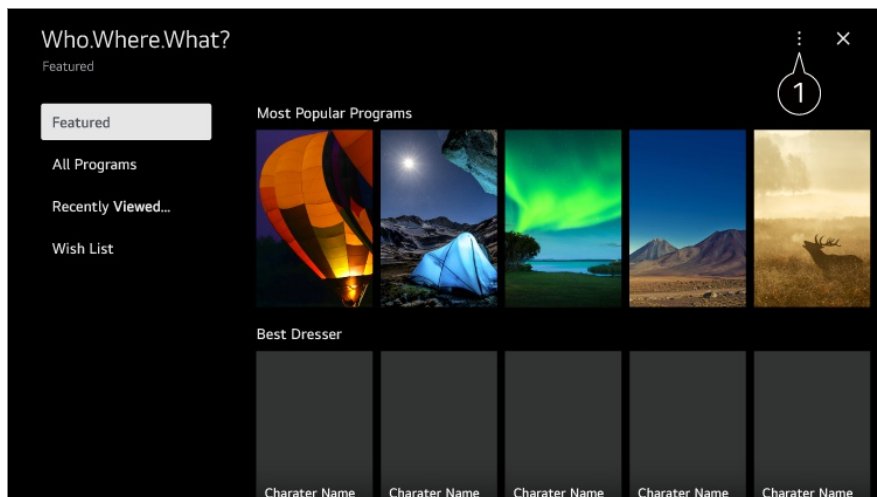 Who.Where.What?
Featured
1
Featured
All Programs
Recently Viewed...
Wish List
Most Popular Programs
Best Dresser
Charater Name
Charater Name
Charater Name
Charater Name
Charater Name